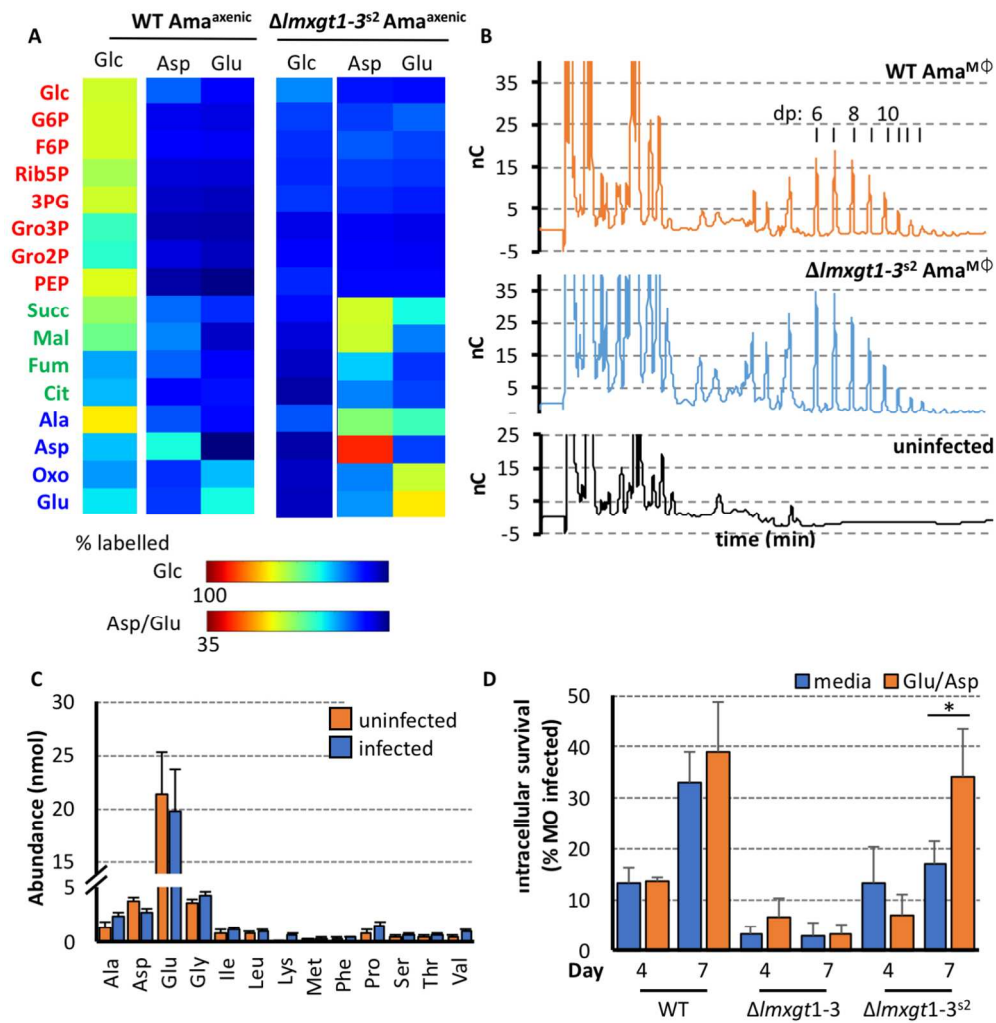 A
WT Ama^axenic
Δlmxgt1-3^s2 Ama^axenic
Glc Asp Glu Glc Asp Glu
Glc
G6P
F6P
Rib5P
3PG
Gro3P
Gro2P
PEP
Succ
Mal
Fum
Cit
Ala
Asp
Oxo
Glu
% labelled
Glc
100
Asp/Glu
35
B
WT Ama^MΦ
dp: 6 8 10
nC
35
25
15
5
-5
Δlmxgt1-3^s2 Ama^MΦ
nC
35
25
15
5
uninfected
nC
25
15
5
-5
time (min)
C
uninfected
infected
Abundance (nmol)
30
25
20
15
5
0
Ala Asp Glu Gly Ile Leu Lys Met Phe Pro Ser Thr Val
D
media Glu/Asp
*
Intracellular survival
(% MO infected)
50
40
30
20
10
0
Day 4 7 4 7 4 7
WT Δlmxgt1-3 Δlmxgt1-3^s2